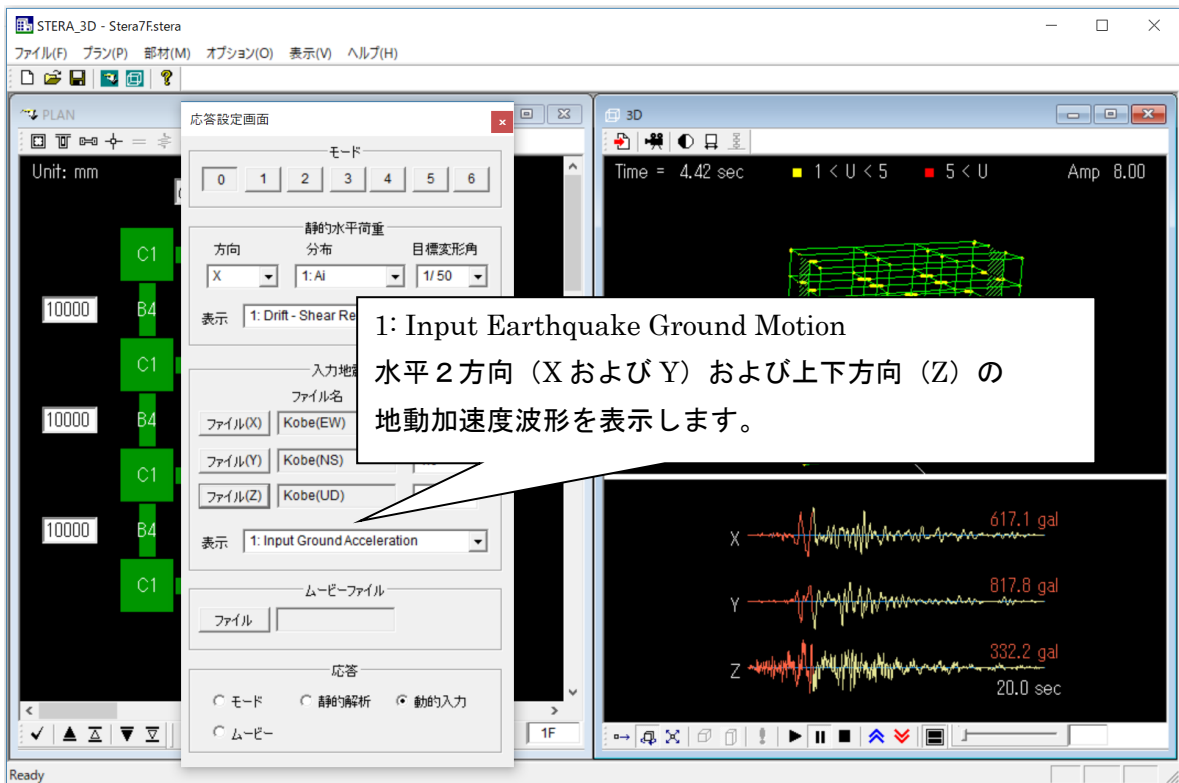 STERA_3D - Stera7F.stera
ファイル(F) プラン(P) 部材(M) オプション(O) 表示(V) ヘルプ(H)
PLAN
Unit: mm
C1
10000 B4
C1
10000 B4
C1
10000 B4
C1
1F
応答設定画面
モード
0 1 2 3 4 5 6
静的水平荷重
方向 分布 目標変形角
X 1: Ai 1/ 50
表示 1: Drift - Shear Re
入力地
ファイル名
ファイル(X) Kobe(EW)
ファイル(Y) Kobe(NS)
ファイル(Z) Kobe(UD)
表示 1: Input Ground Acceleration
ムービーファイル
ファイル
応答
モード 静的解析 動的入力
ムービー
1: Input Earthquake Ground Motion
水平２方向（X および Y）および上下方向（Z）の
地動加速度波形を表示します。
3D
Time = 4.42 sec 1 < U < 5 5 < U Amp 8.00
X 617.1 gal
Y 817.8 gal
Z 332.2 gal
20.0 sec
Ready